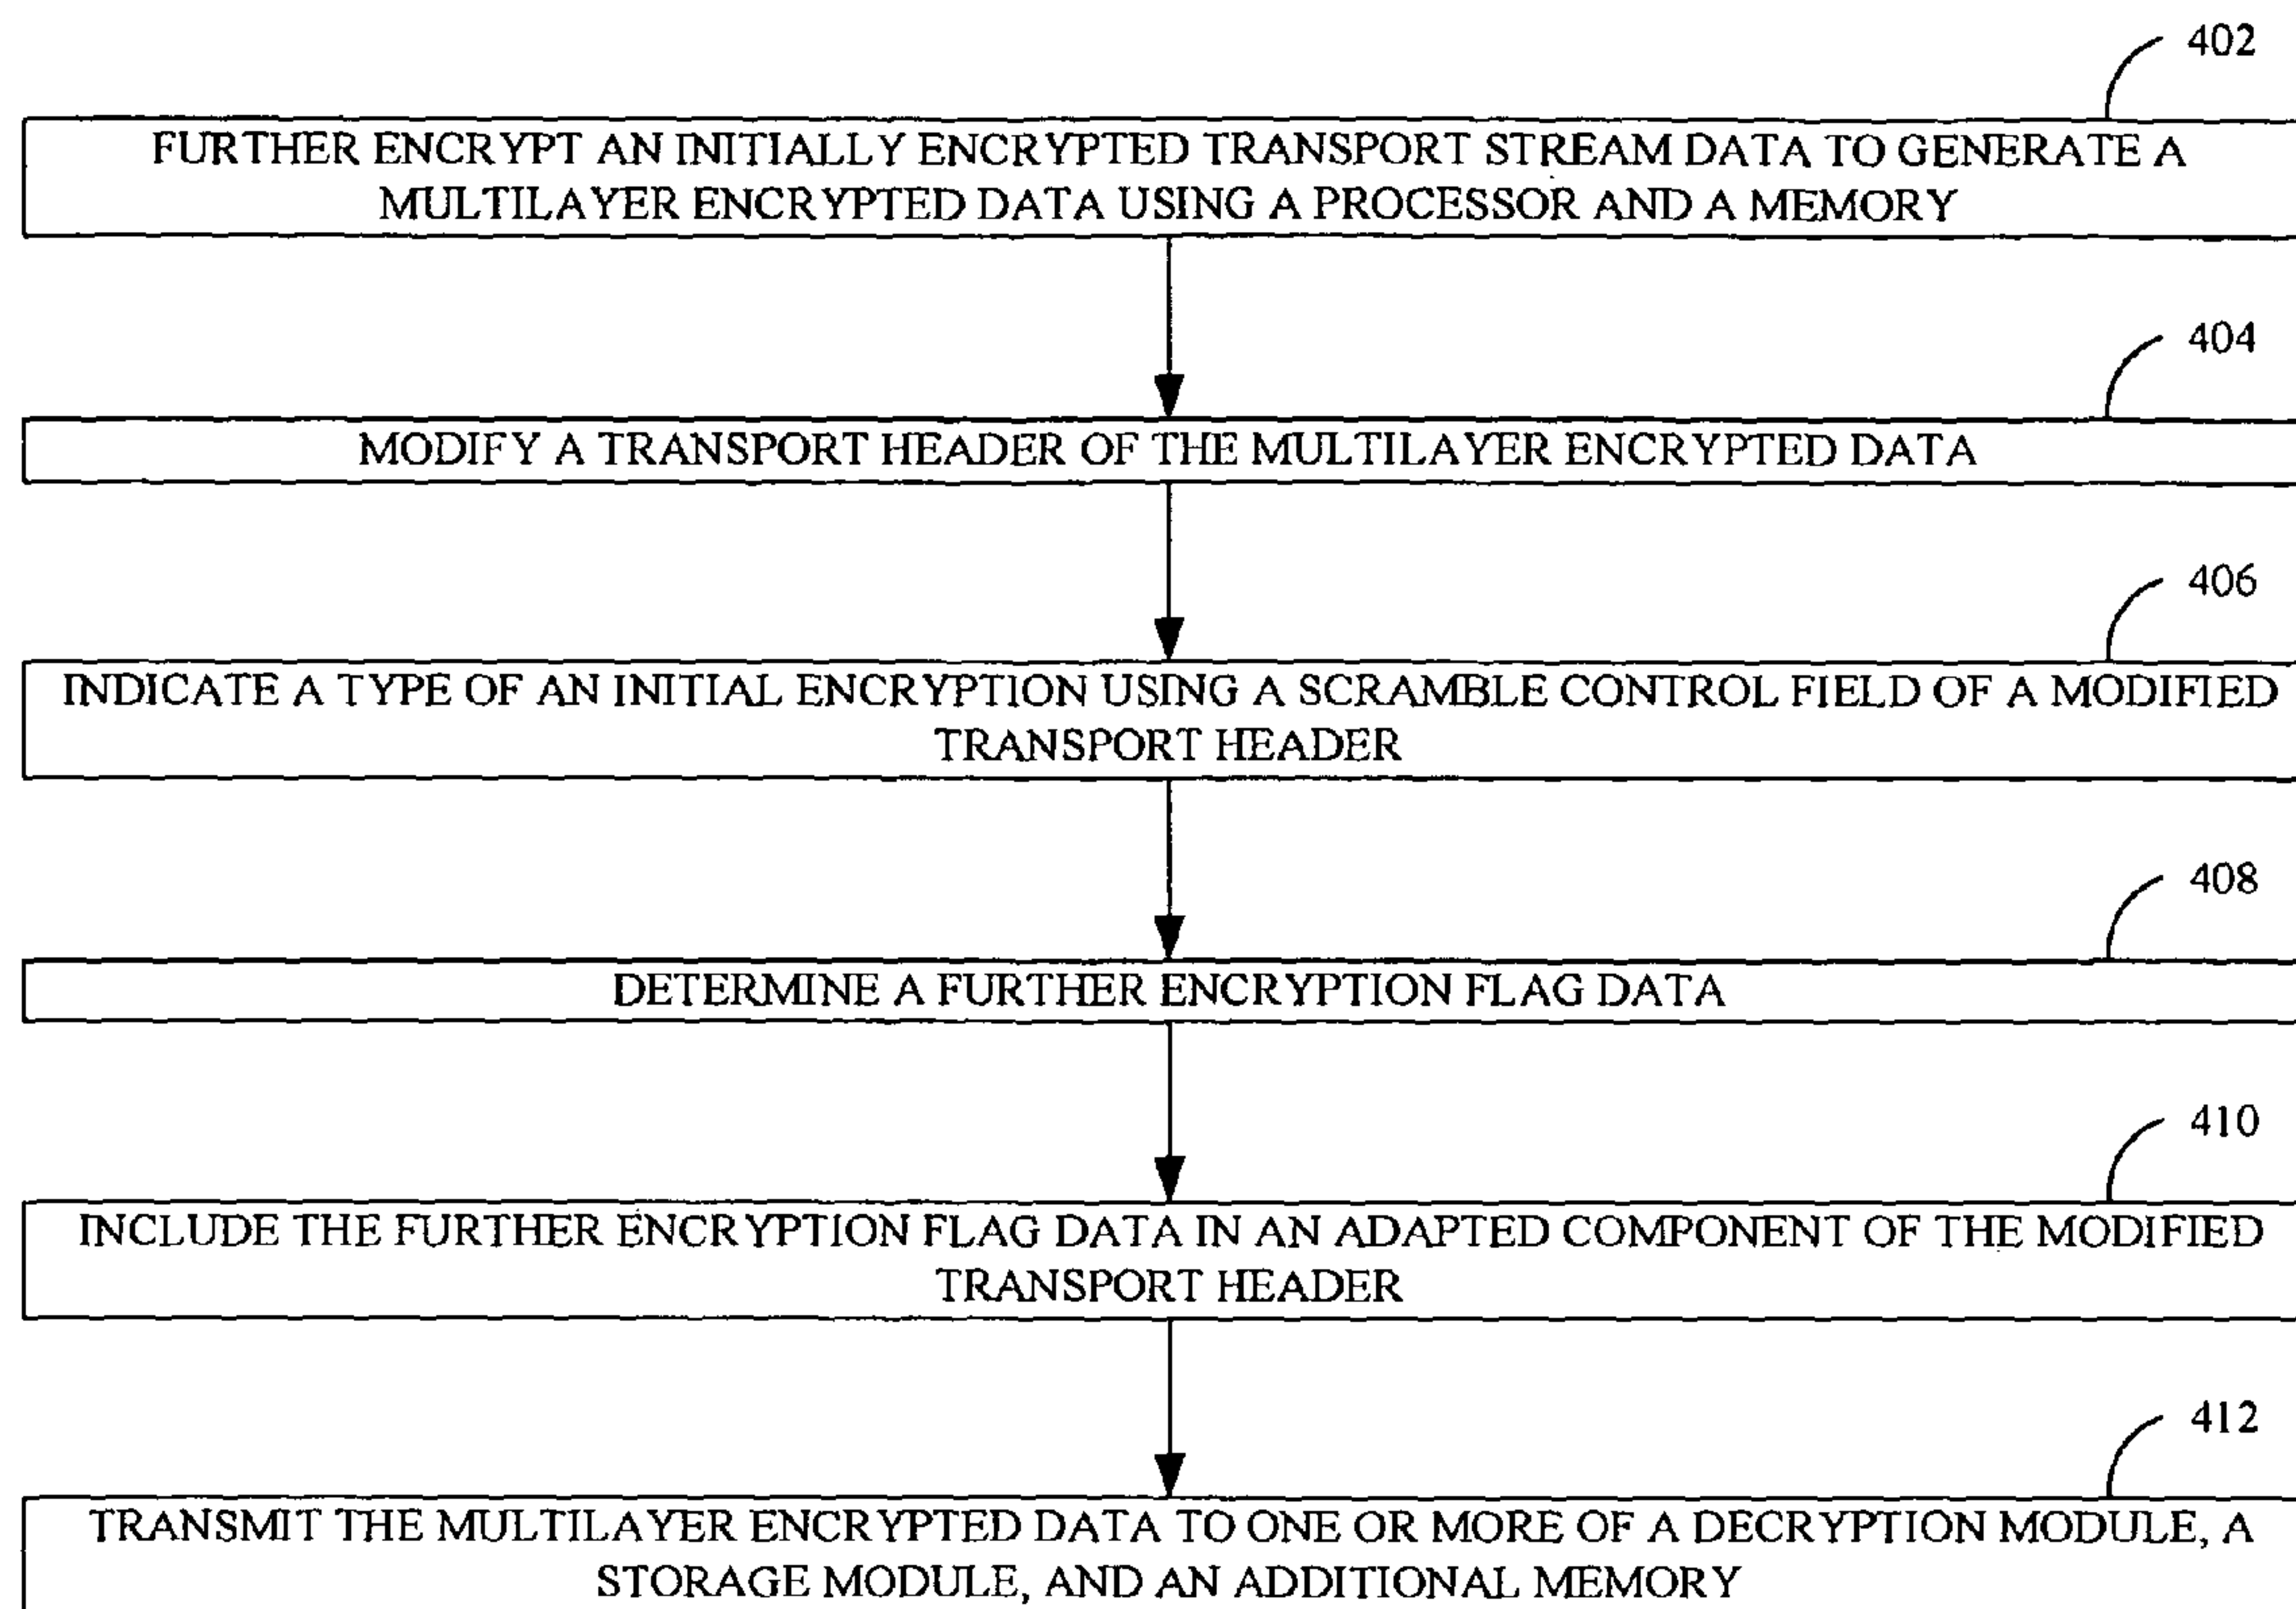 402
FURTHER ENCRYPT AN INITIALLY ENCRYPTED TRANSPORT STREAM DATA TO GENERATE A
MULTILAYER ENCRYPTED DATA USING A PROCESSOR AND A MEMORY
404
MODIFY A TRANSPORT HEADER OF THE MULTILAYER ENCRYPTED DATA
406
INDICATE A TYPE OF AN INITIAL ENCRYPTION USING A SCRAMBLE CONTROL FIELD OF A MODIFIED
TRANSPORT HEADER
408
DETERMINE A FURTHER ENCRYPTION FLAG DATA
410
INCLUDE THE FURTHER ENCRYPTION FLAG DATA IN AN ADAPTED COMPONENT OF THE MODIFIED
TRANSPORT HEADER
412
TRANSMIT THE MULTILAYER ENCRYPTED DATA TO ONE OR MORE OF A DECRYPTION MODULE, A
STORAGE MODULE, AND AN ADDITIONAL MEMORY